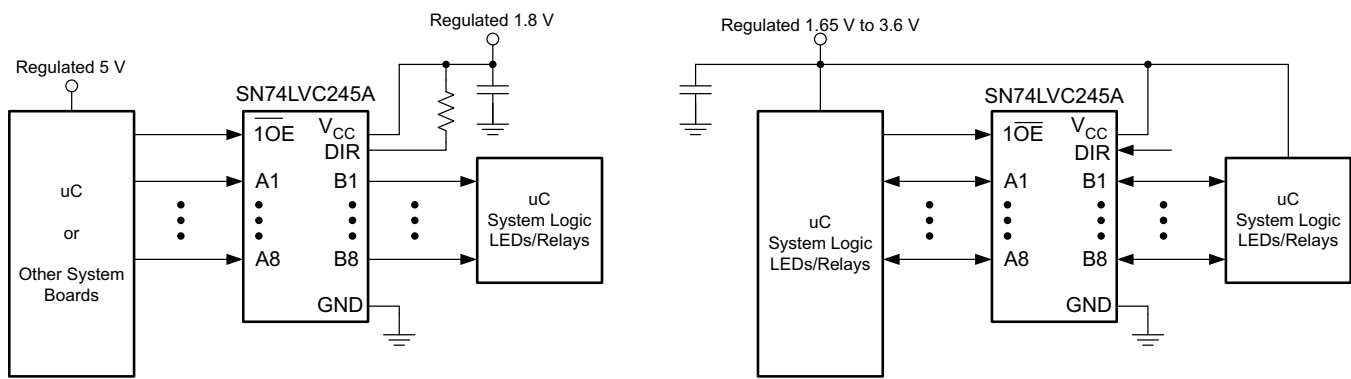 Regulated 1.8 V
Regulated 5 V
SN74LVC245A
1OE
VCC
DIR
A1
B1
A8
B8
GND
uC
or
Other System
Boards
uC
System Logic
LEDs/Relays
Regulated 1.65 V to 3.6 V
SN74LVC245A
1OE
VCC
DIR
A1
B1
A8
B8
GND
uC
System Logic
LEDs/Relays
uC
System Logic
LEDs/Relays